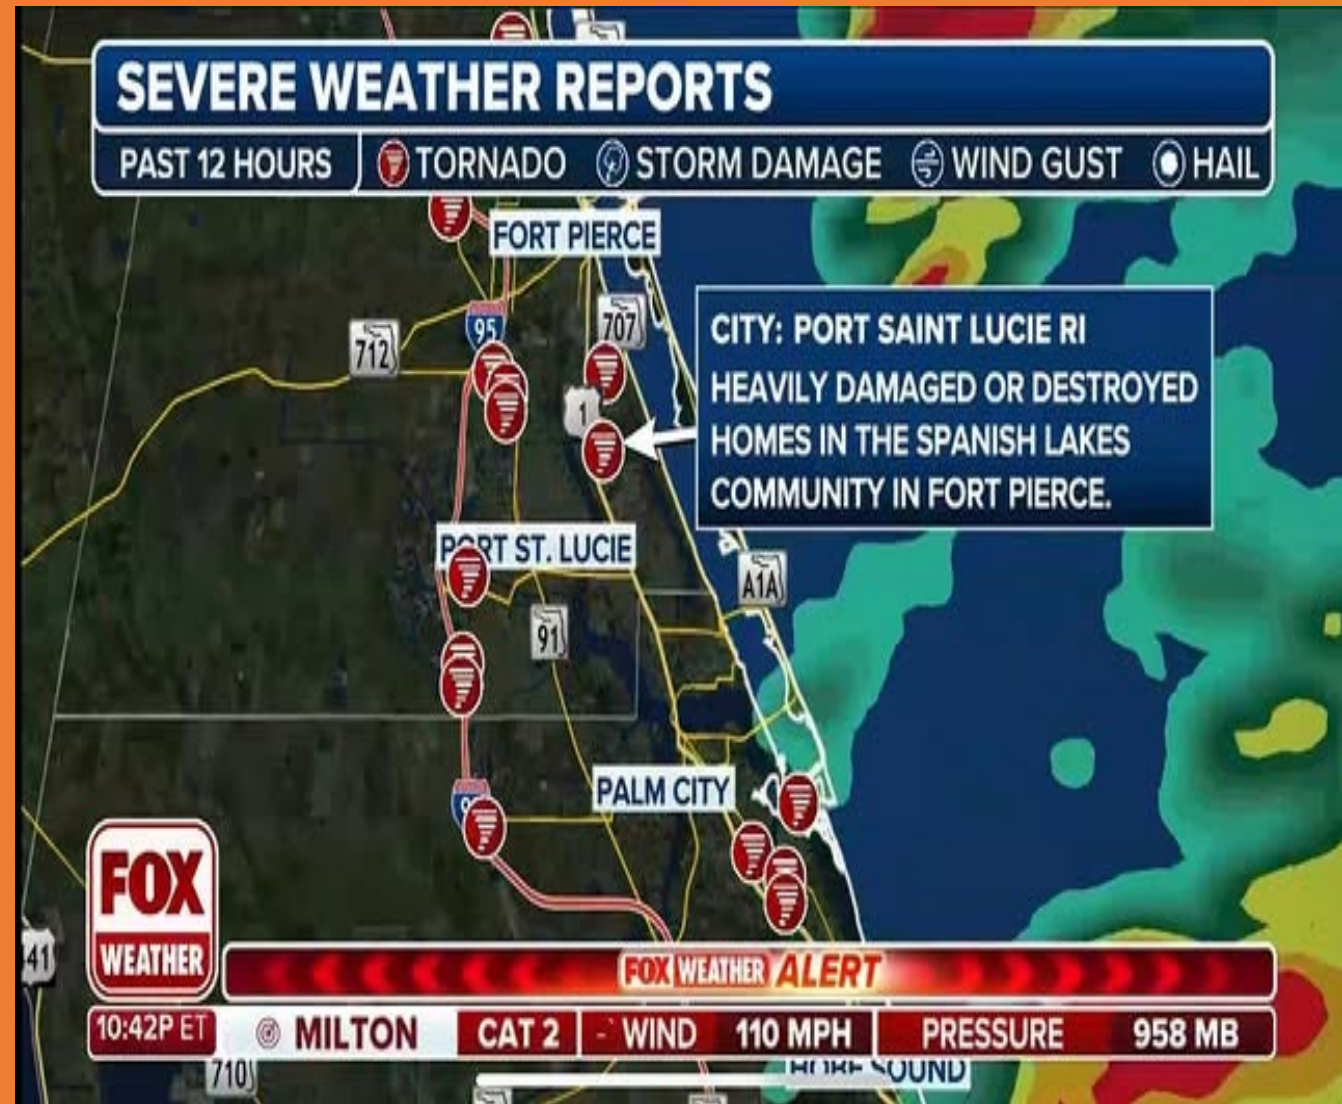 SEVERE WEATHER REPORTS
PAST 12 HOURS TORNADO STORM DAMAGE WIND GUST HAIL
FORT PIERCE
95
707
712
CITY: PORT SAINT LUCIE RI
HEAVILY DAMAGED OR DESTROYED
HOMES IN THE SPANISH LAKES
COMMUNITY IN FORT PIERCE.
1
PORT ST. LUCIE
A1A
91
PALM CITY
FOX
WEATHER
41
FOX WEATHER ALERT
10:42P ET MILTON CAT 2 WIND 110 MPH PRESSURE 958 MB
710
HOBE SOUND